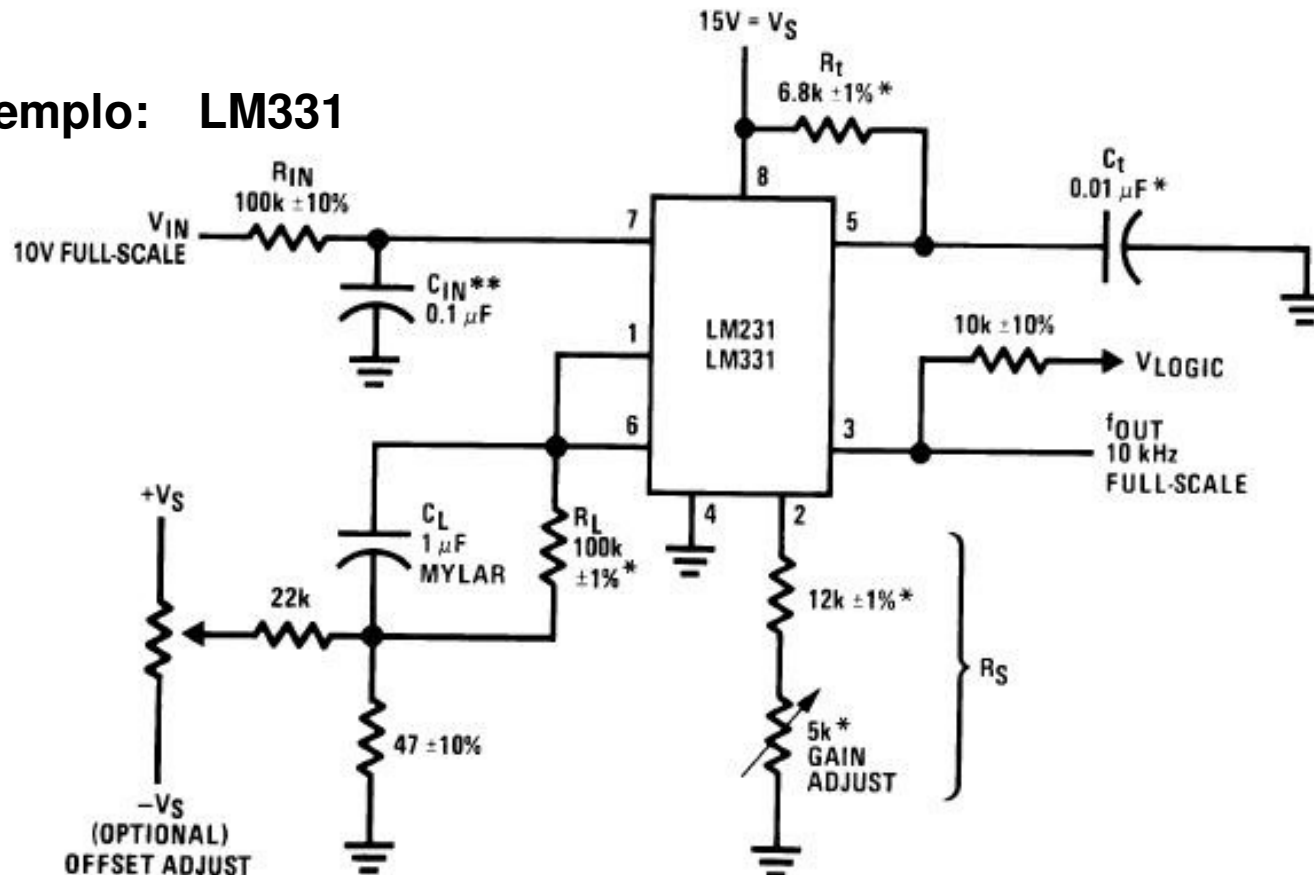 15V = VS
Rt
6.8k ±1% *
emplo: LM331
RIN
100k ±10%
VIN
10V FULL-SCALE
CIN**
0.1 µF
Ct
0.01 µF *
8
7
5
1
6
3
4
2
LM231
LM331
10k ±10%
VLOGIC
fOUT
10 kHz
FULL-SCALE
+VS
CL
1 µF
MYLAR
RL
100k
±1%*
22k
12k ±1% *
RS
47 ±10%
5k *
GAIN
ADJUST
−VS
(OPTIONAL)
OFFSET ADJUST